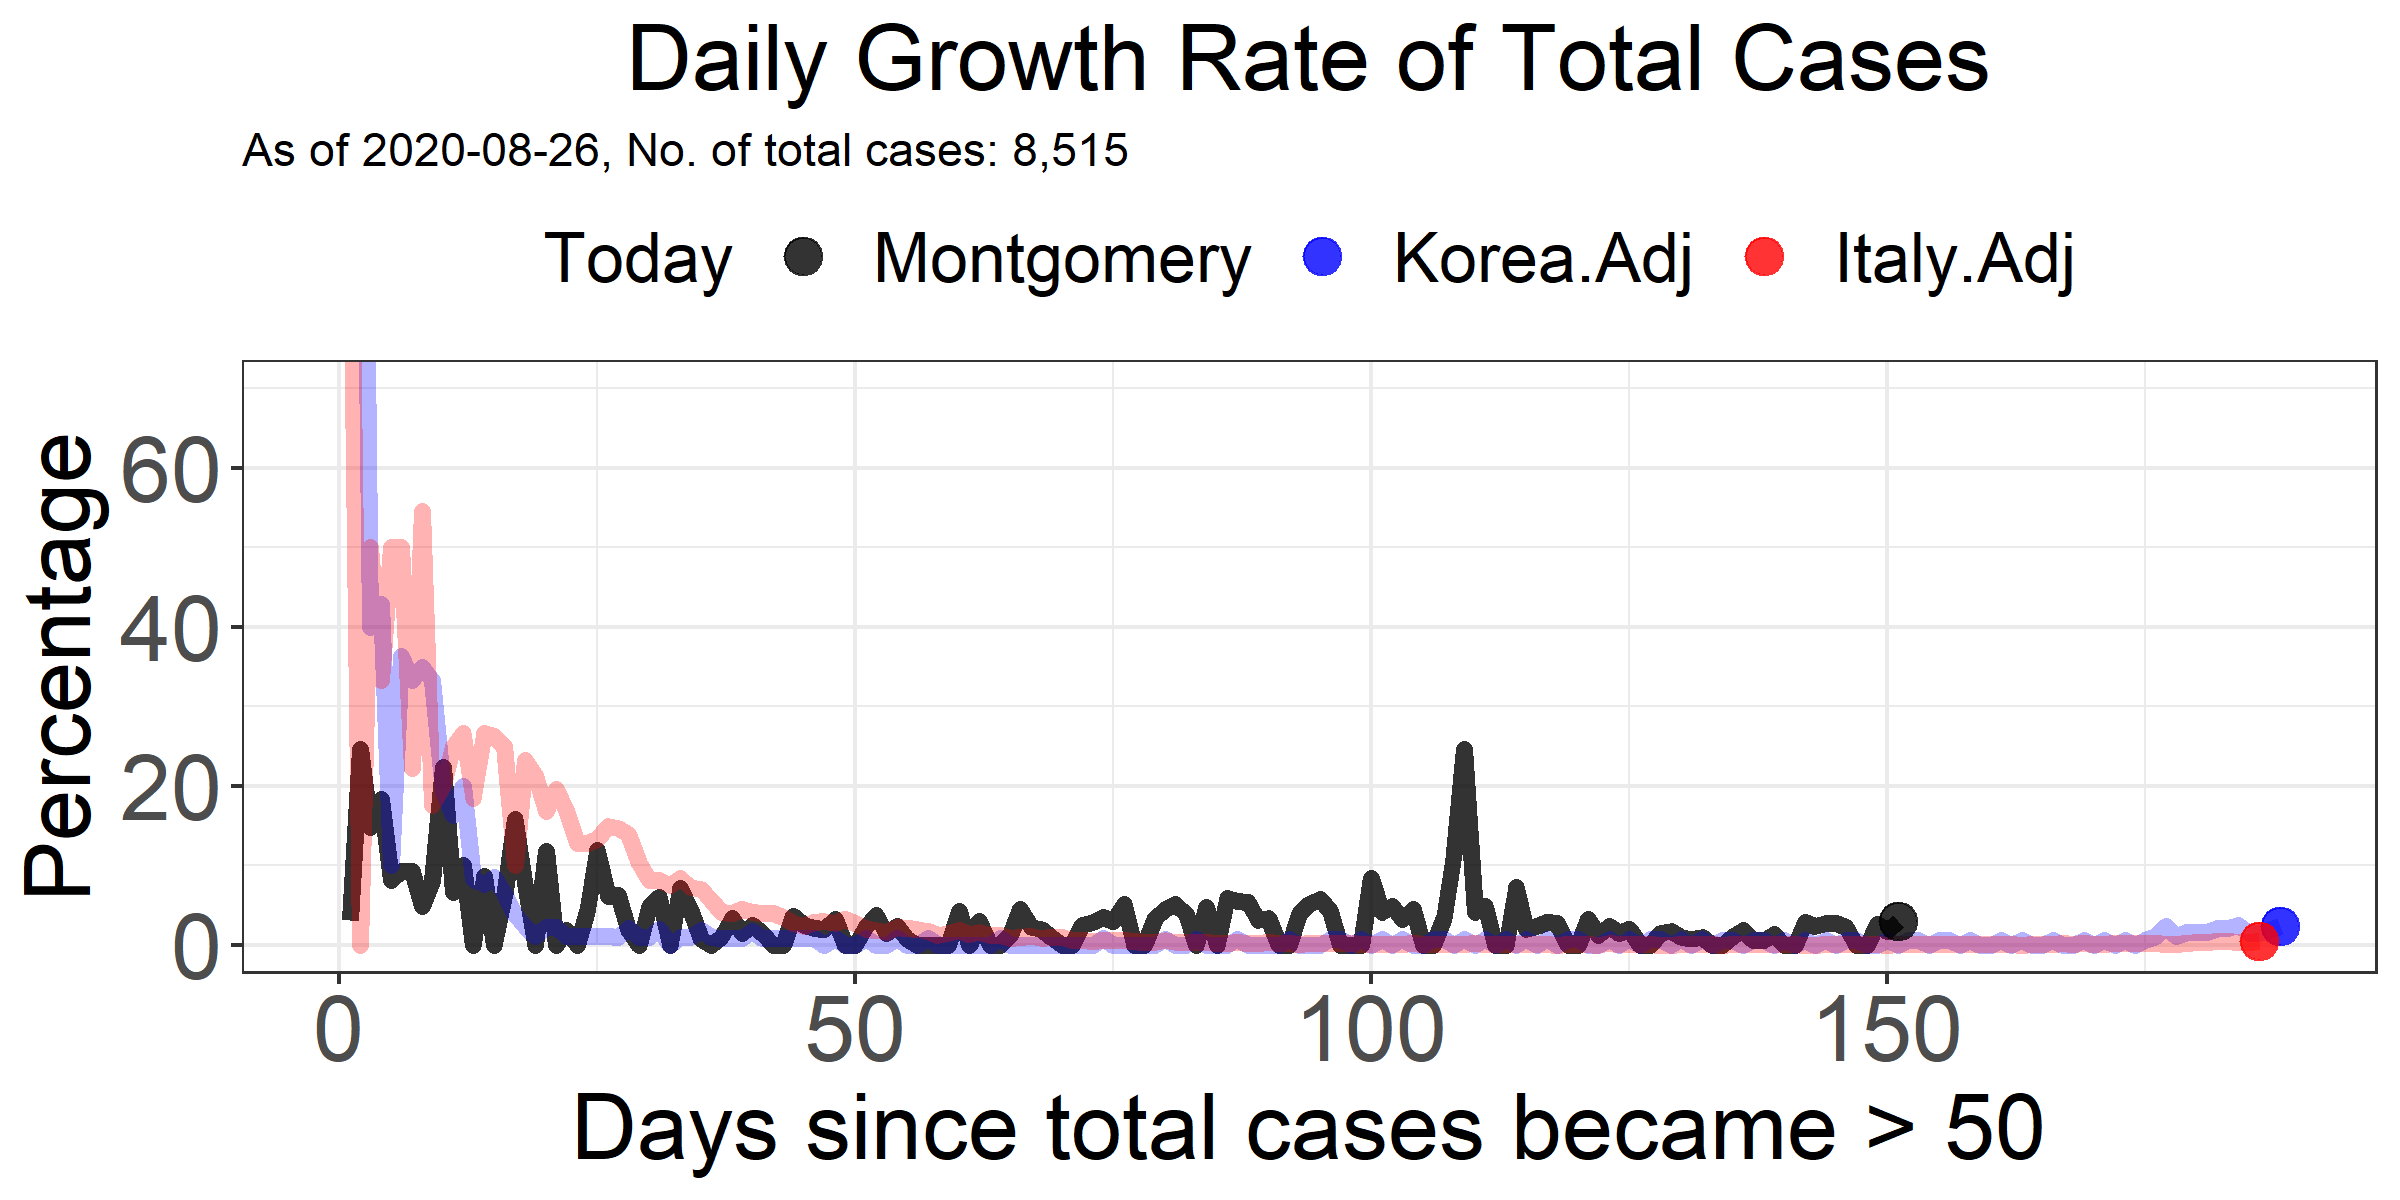 Daily Growth Rate of Total Cases
As of 2020-08-26, No. of total cases: 8,515
Today Montgomery Korea.Adj Italy.Adj
Percentage
60
40
20
0
0 50 100 150
Days since total cases became > 50